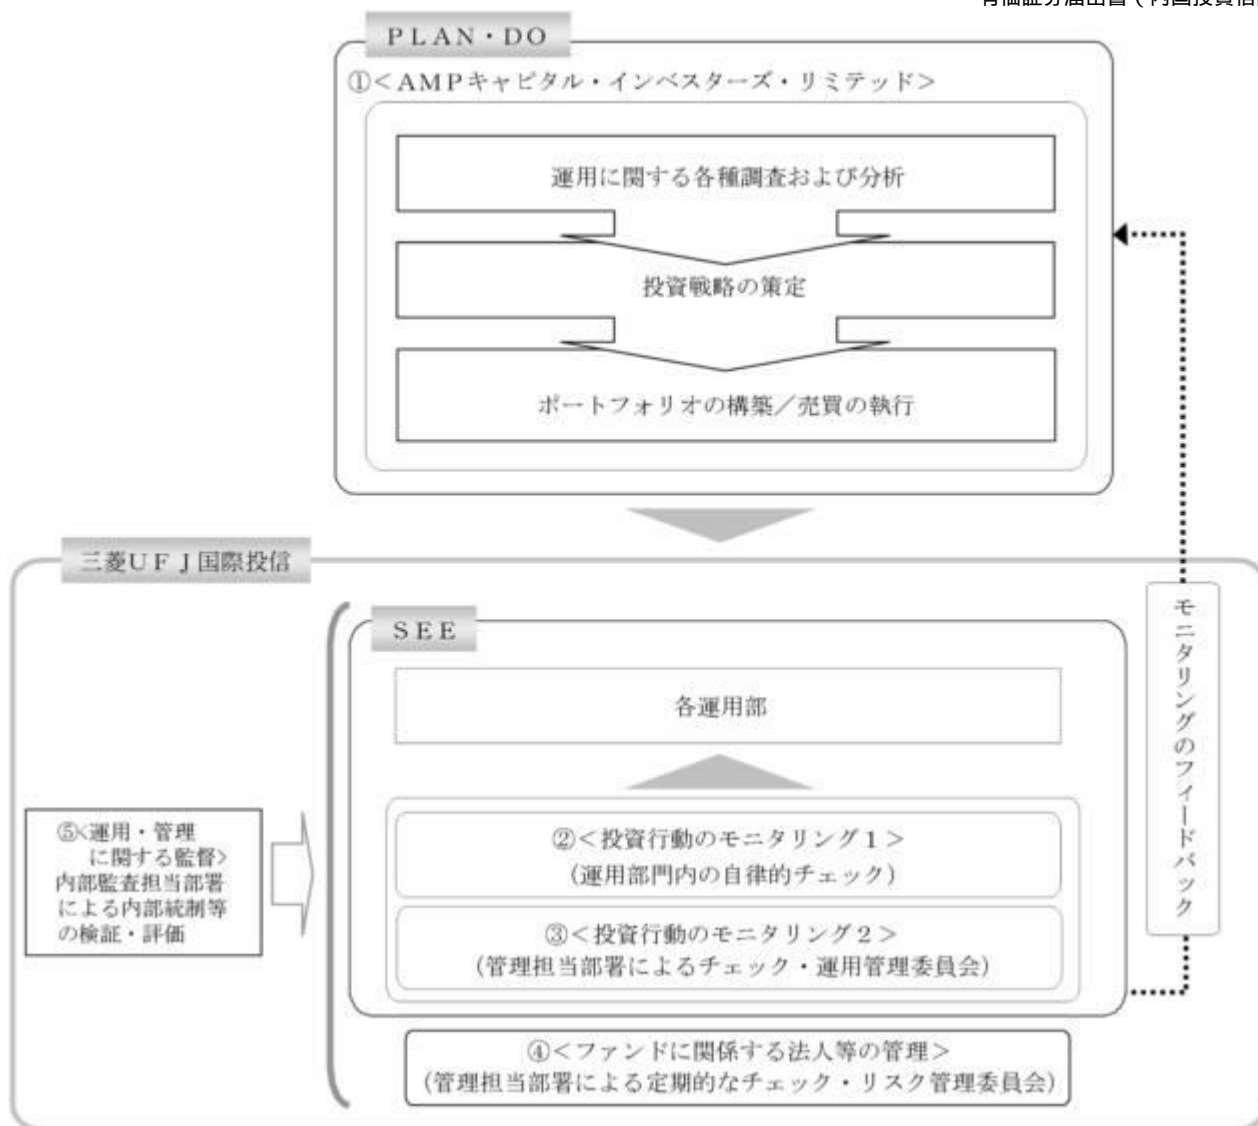 PLAN・DO
①<AMPキャピタル・インベスターズ・リミテッド>
運用に関する各種調査および分析
投資戦略の策定
ポートフォリオの構築/売買の執行
三菱UFJ国際投信
SEE
各運用部
②<投資行動のモニタリング1>
(運用部門内の自律的チェック)
③<投資行動のモニタリング2>
(管理担当部署によるチェック・運用管理委員会)
④<ファンドに関係する法人等の管理>
(管理担当部署による定期的なチェック・リスク管理委員会)
⑤<運用・管理
に関する監督>
内部監査担当部署
による内部統制等
の検証・評価
モニタリングのフィードバック